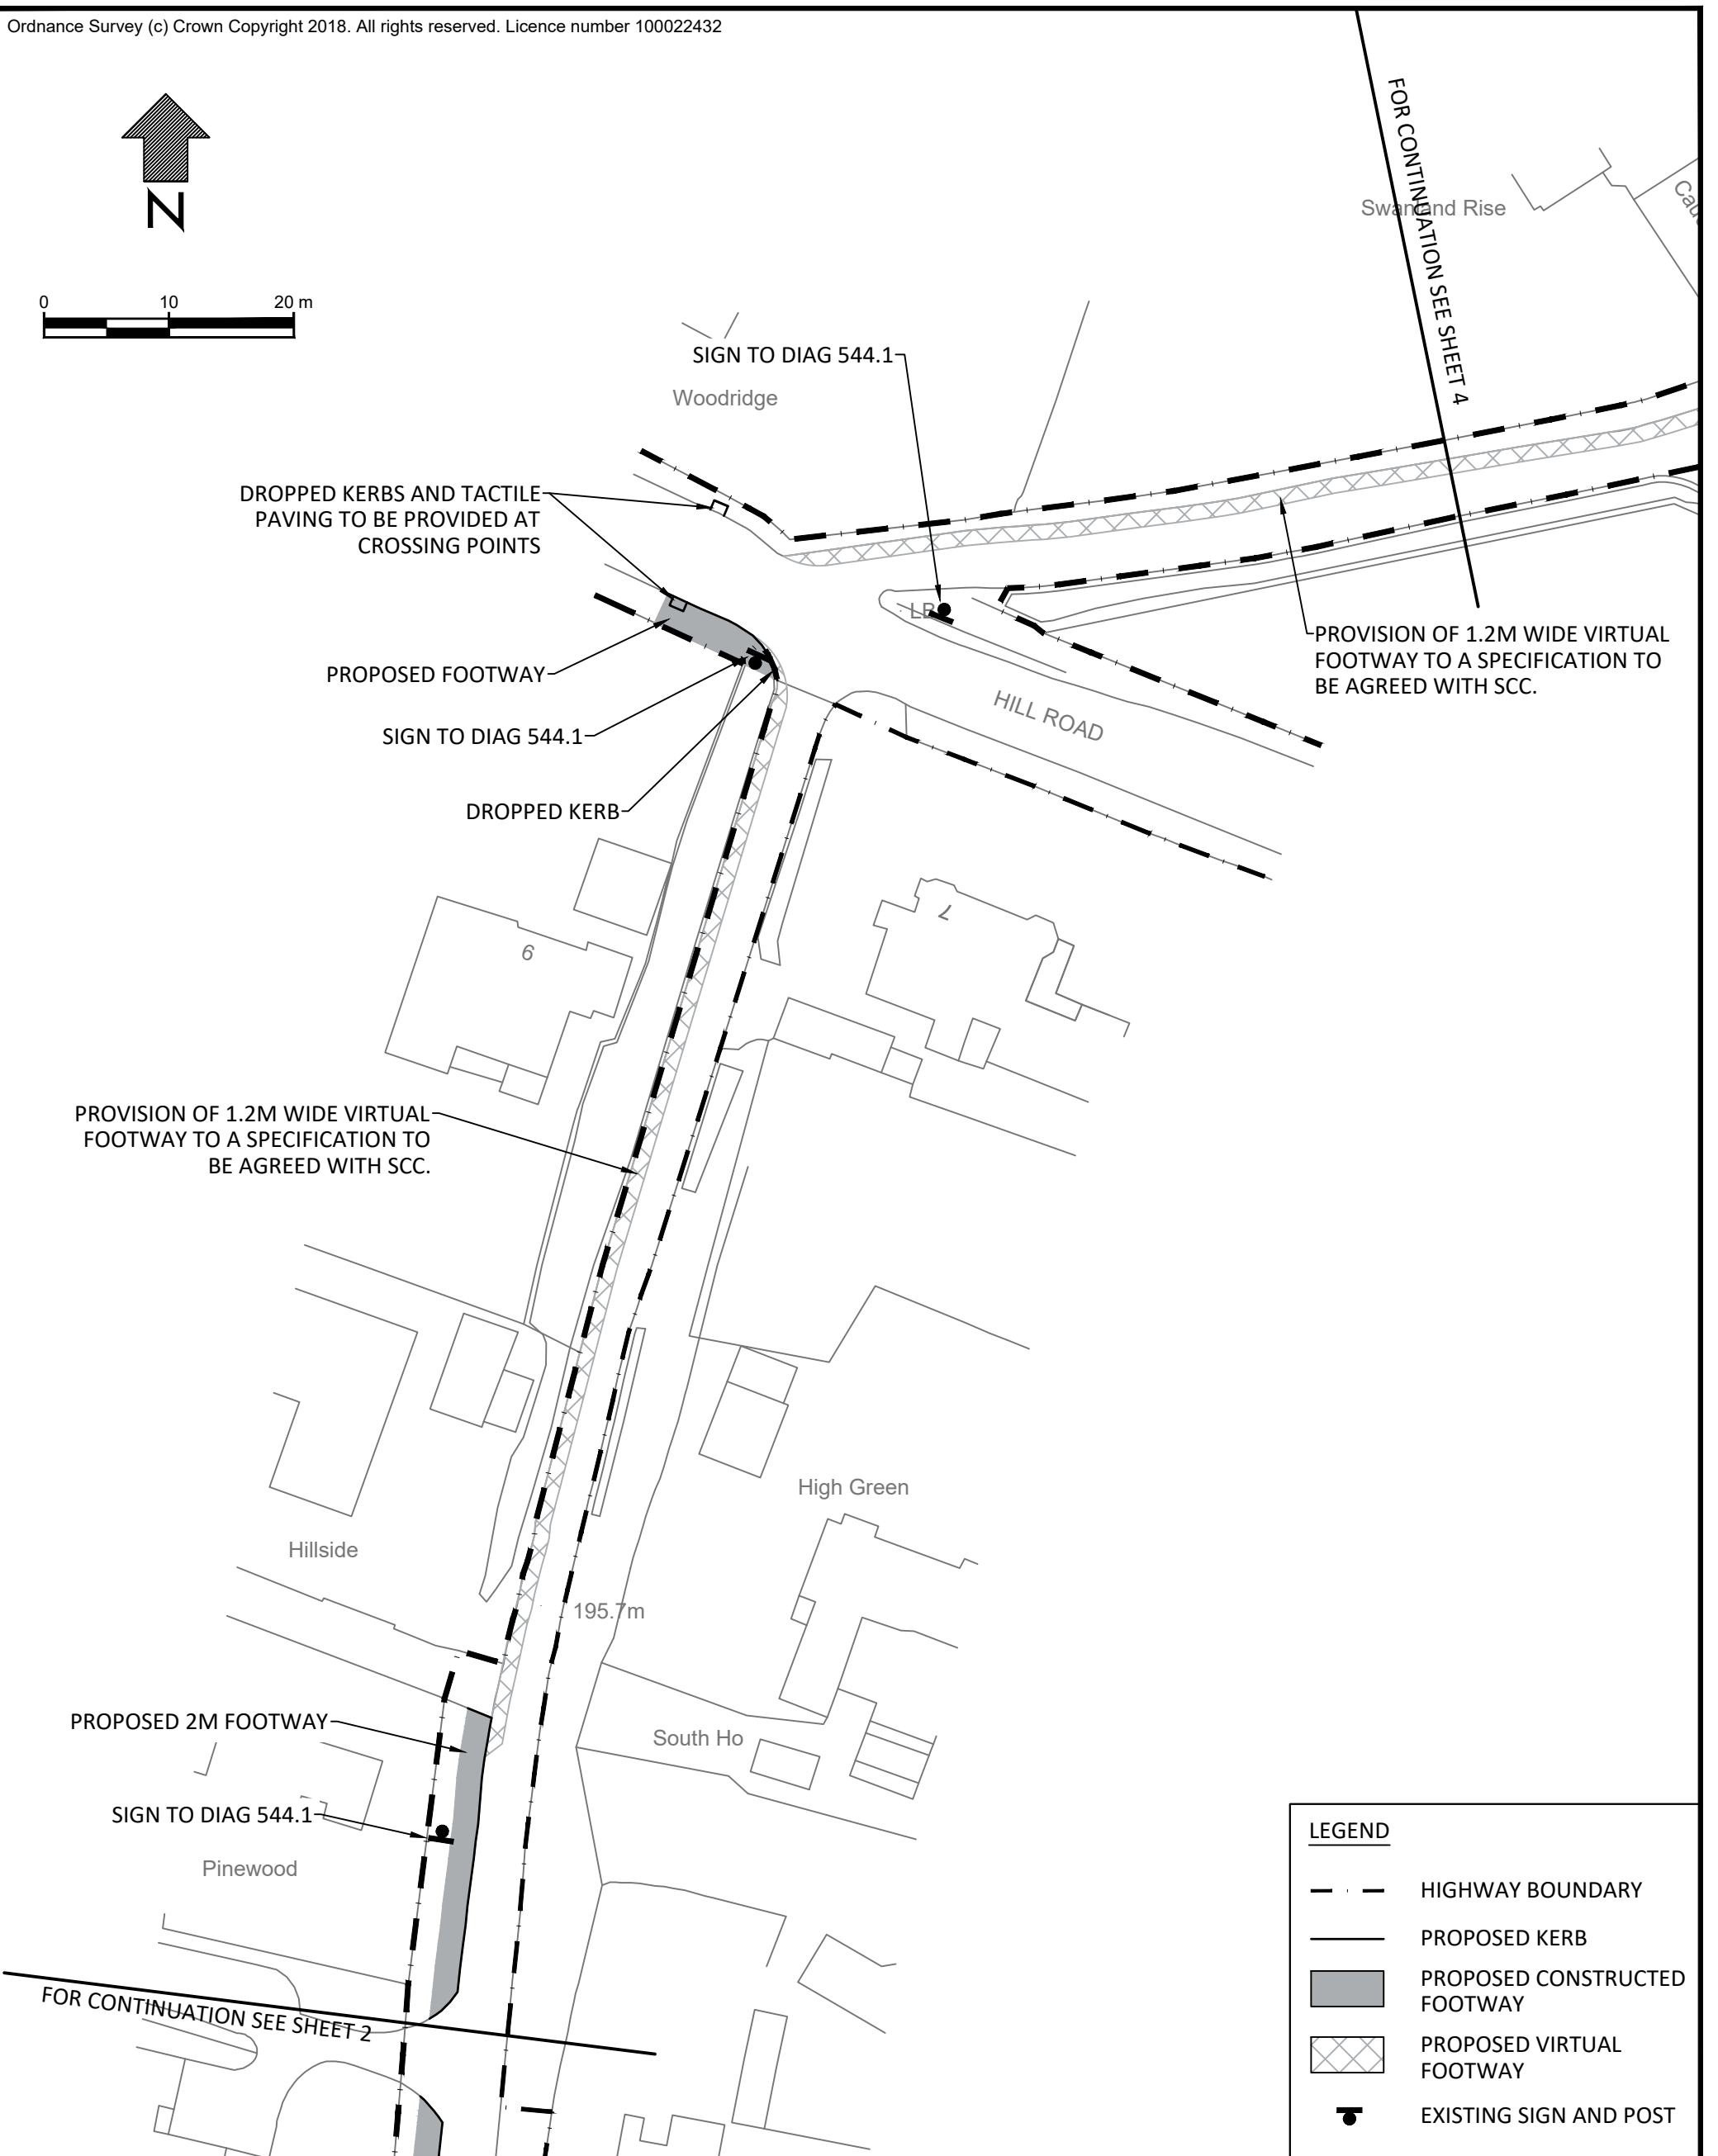 Ordnance Survey (c) Crown Copyright 2018. All rights reserved. Licence number 100022432
N
0 10 20 m
FOR CONTINUATION SEE SHEET 4
Swanland Rise
SIGN TO DIAG 544.1
Woodridge
DROPPED KERBS AND TACTILE
PAVING TO BE PROVIDED AT
CROSSING POINTS
LB
PROVISION OF 1.2M WIDE VIRTUAL
FOOTWAY TO A SPECIFICATION TO
BE AGREED WITH SCC.
PROPOSED FOOTWAY
HILL ROAD
SIGN TO DIAG 544.1
DROPPED KERB
7
9
PROVISION OF 1.2M WIDE VIRTUAL
FOOTWAY TO A SPECIFICATION TO
BE AGREED WITH SCC.
High Green
Hillside
195.7m
PROPOSED 2M FOOTWAY
South Ho
SIGN TO DIAG 544.1
Pinewood
FOR CONTINUATION SEE SHEET 2
LEGEND
HIGHWAY BOUNDARY
PROPOSED KERB
PROPOSED CONSTRUCTED
FOOTWAY
PROPOSED VIRTUAL
FOOTWAY
EXISTING SIGN AND POST